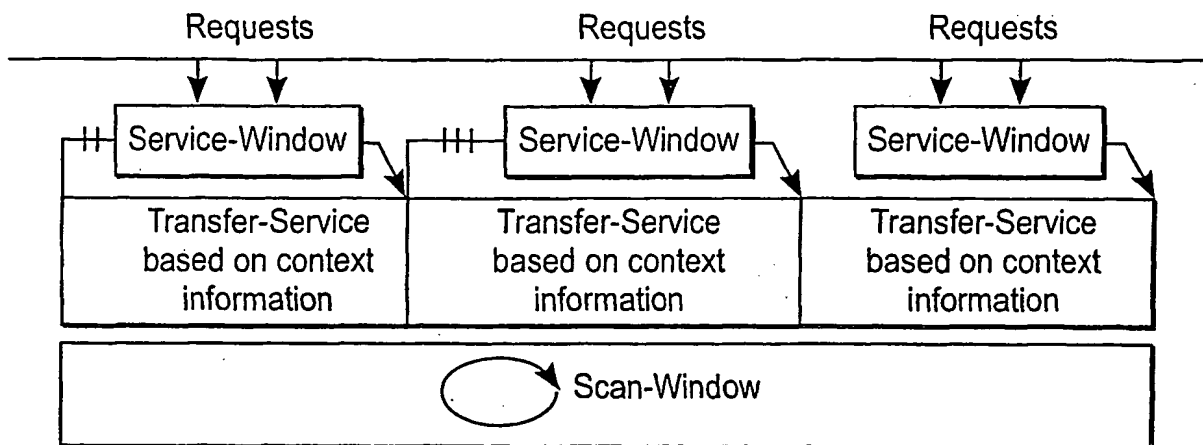 Requests Requests Requests
Service-Window Service-Window Service-Window
Transfer-Service Transfer-Service Transfer-Service
based on context based on context based on context
information information information
Scan-Window